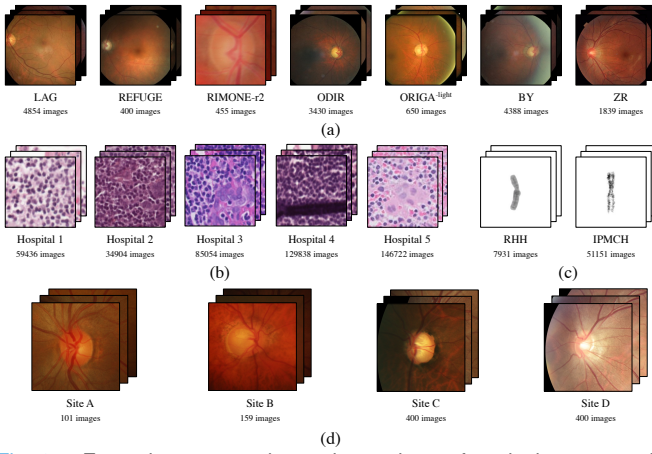 LAG REFUGE RIMONE-r2 ODIR ORIGA-light BY ZR
4854 images 400 images 455 images 3430 images 650 images 4388 images 1839 images
(a)
Hospital 1 Hospital 2 Hospital 3 Hospital 4 Hospital 5 RHH IPMCH
59436 images 34904 images 85054 images 129838 images 146722 images 7931 images 51151 images
(b) (c)
Site A Site B Site C Site D
101 images 159 images 400 images 400 images
(d)